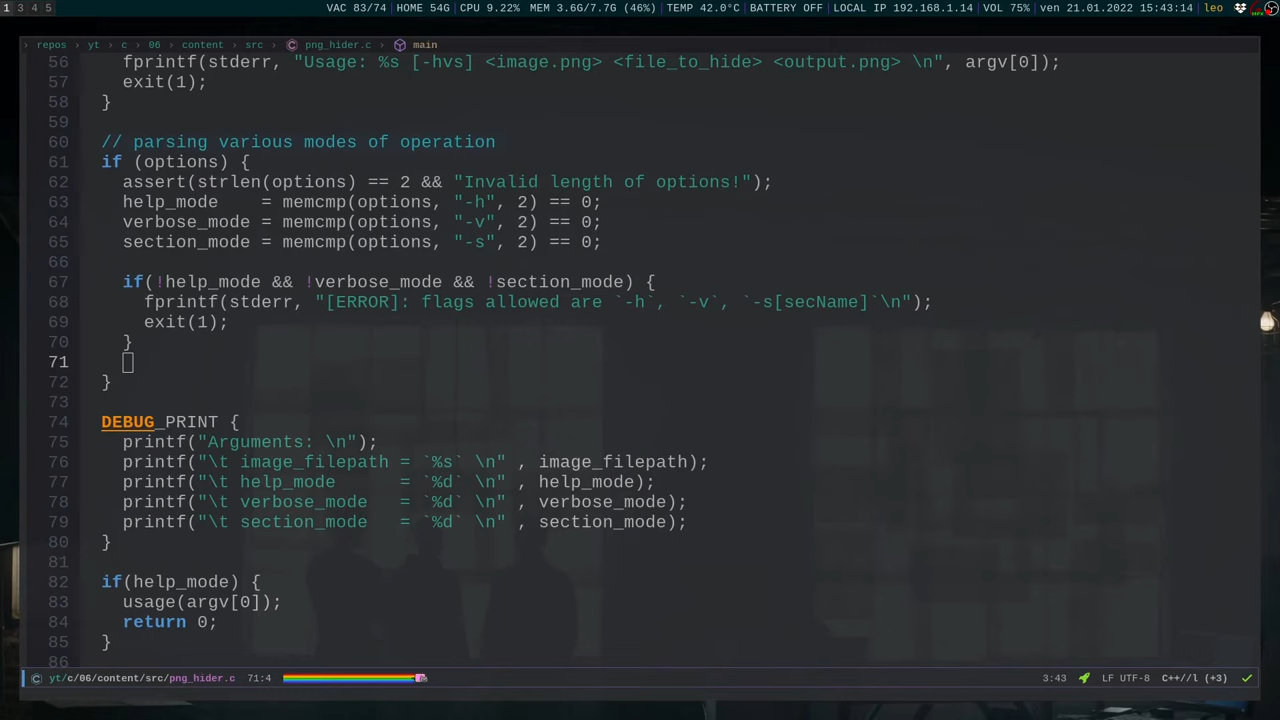 1 3 4 5 VAC 83/74 | HOME 54G | CPU 9.22% MEM 3.6G/7.7G (46%) | TEMP 42.0°C | BATTERY OFF | LOCAL IP 192.168.1.14 | VOL 75% | ven 21.01.2022 15:43:14 | leo
› repos › yt › c › 06 › content › src › png_hider.c › main
56 fprintf(stderr, "Usage: %s [-hvs] <image.png> <file_to_hide> <output.png> \n", argv[0]);
57 exit(1);
58 }
59
60 // parsing various modes of operation
61 if (options) {
62 assert(strlen(options) == 2 && "Invalid length of options!");
63 help_mode    = memcmp(options, "-h", 2) == 0;
64 verbose_mode = memcmp(options, "-v", 2) == 0;
65 section_mode = memcmp(options, "-s", 2) == 0;
66
67 if(!help_mode && !verbose_mode && !section_mode) {
68 fprintf(stderr, "[ERROR]: flags allowed are `-h`, `-v`, `-s[secName]`\n");
69 exit(1);
70 }
71
72 }
73
74 DEBUG_PRINT {
75 printf("Arguments: \n");
76 printf("\t image_filepath = `%s` \n" , image_filepath);
77 printf("\t help_mode      = `%d` \n" , help_mode);
78 printf("\t verbose_mode   = `%d` \n" , verbose_mode);
79 printf("\t section_mode   = `%d` \n" , section_mode);
80 }
81
82 if(help_mode) {
83 usage(argv[0]);
84 return 0;
85 }
86
yt/c/06/content/src/png_hider.c 71:4 3:43 LF UTF-8 C++//l (+3)